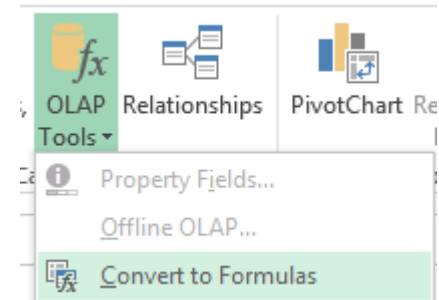 OLAP Tools
Relationships
PivotChart
Property Fields...
Offline OLAP...
Convert to Formulas